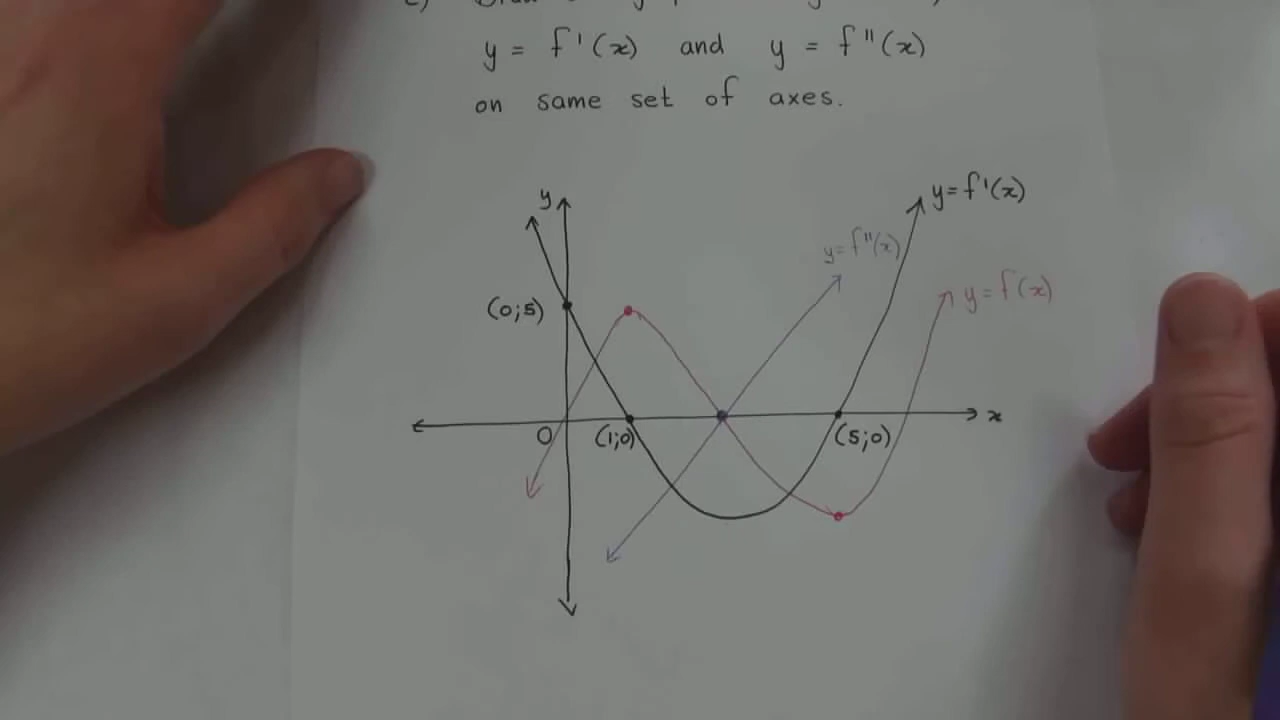 y = f'(x) and y = f''(x)
on same set of axes.
y
y=f'(x)
y=f''(x)
y=f(x)
(0;5)
x
0
(1;0)
(5;0)